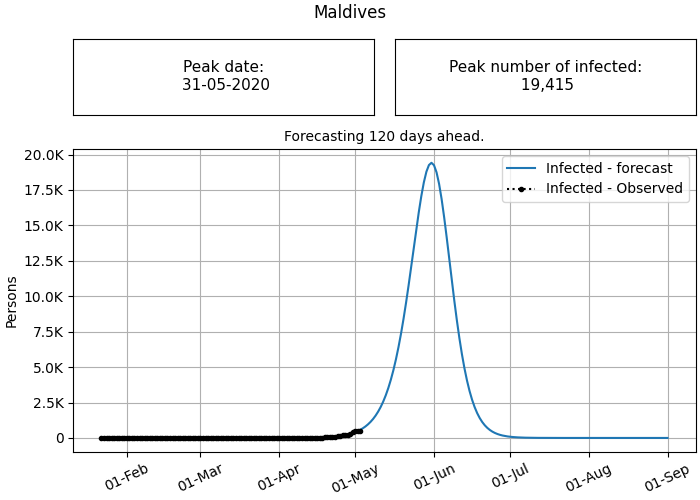 Maldives
Peak date:
31-05-2020
Peak number of infected:
19,415
Forecasting 120 days ahead.
Infected - forecast
Infected - Observed
20.0K
17.5K
15.0K
12.5K
10.0K
7.5K
5.0K
2.5K
0
Persons
01-Feb
01-Mar
01-Apr
01-May
01-Jun
01-Jul
01-Aug
01-Sep